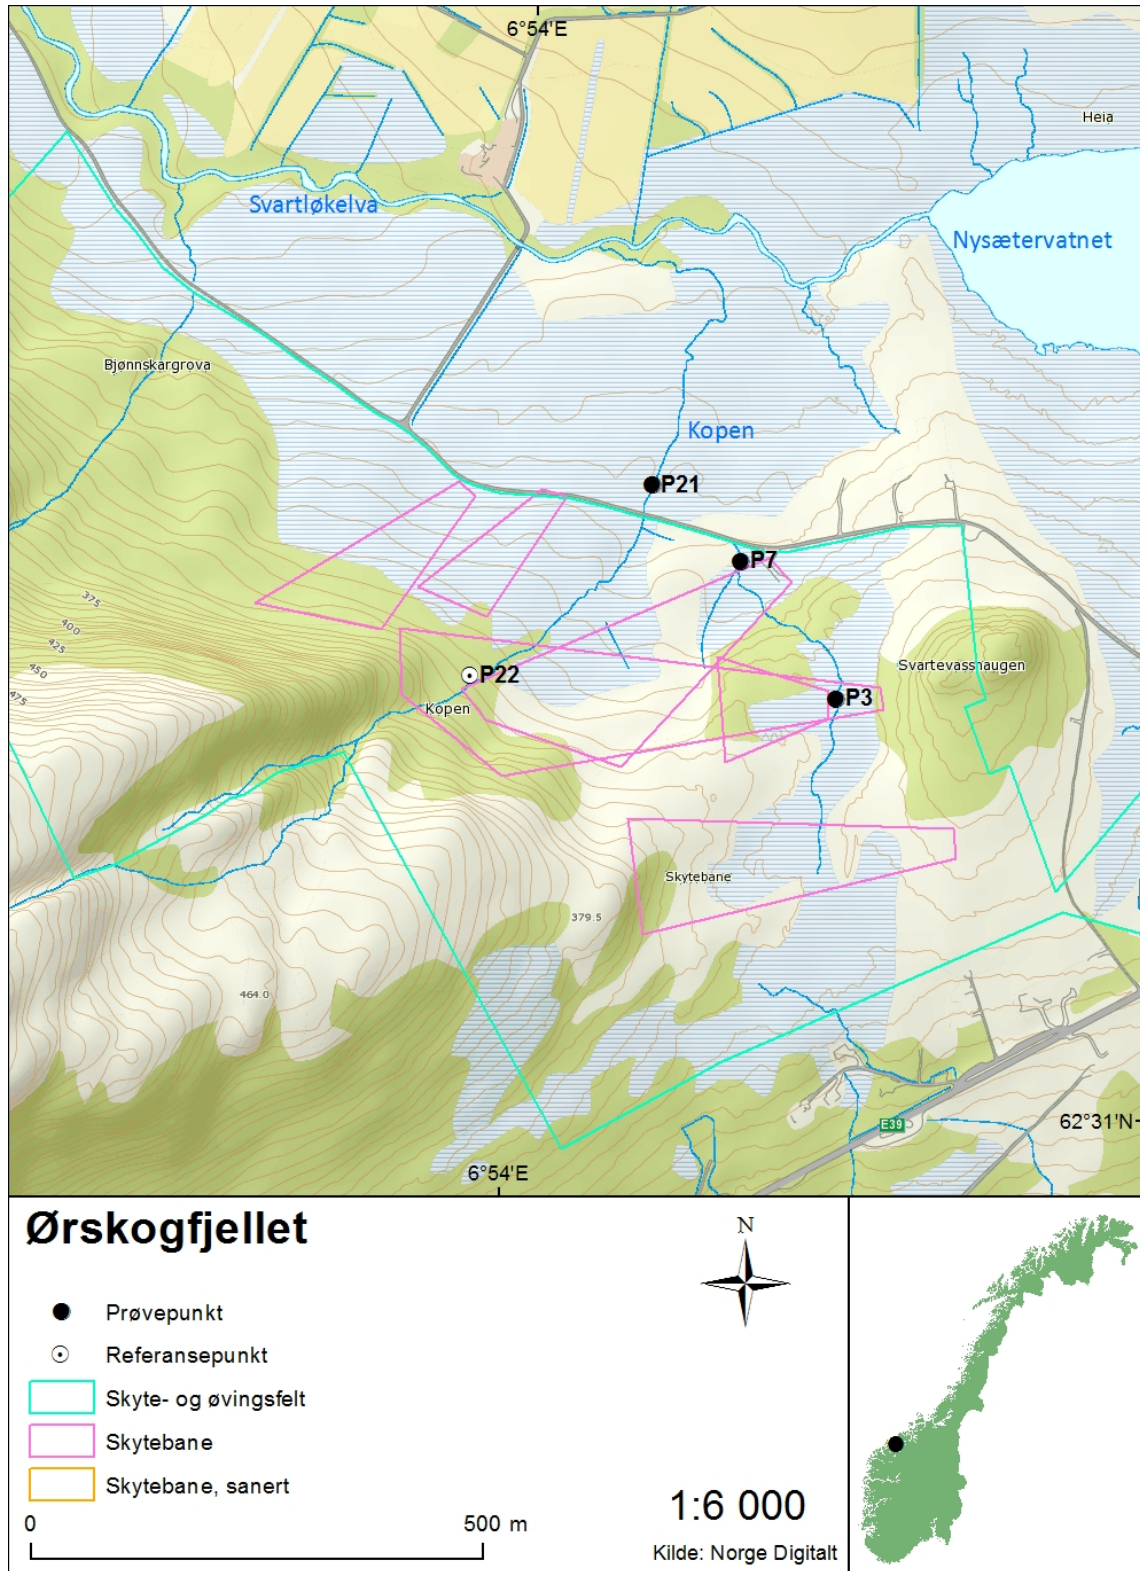 6°54'E
Heia
Svartløkelva
Nysætervatnet
Bjønnskargrova
Kopen
P21
P7
375
400
425
450
475
P22
Svartevasshaugen
P3
Kopen
Skytebane
379.5
464.0
E39
62°31'N
6°54'E
Ørskogfjellet
N
Prøvepunkt
Referansepunkt
Skyte- og øvingsfelt
Skytebane
Skytebane, sanert
0 500 m
1:6 000
Kilde: Norge Digitalt